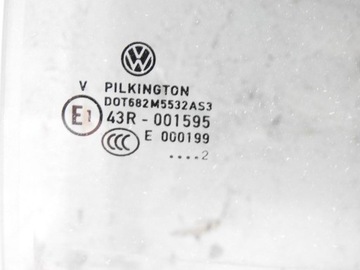 V PILKINGTON
DOT682M5532AS3
E1 43R - 001595
CCC E 000199
....2